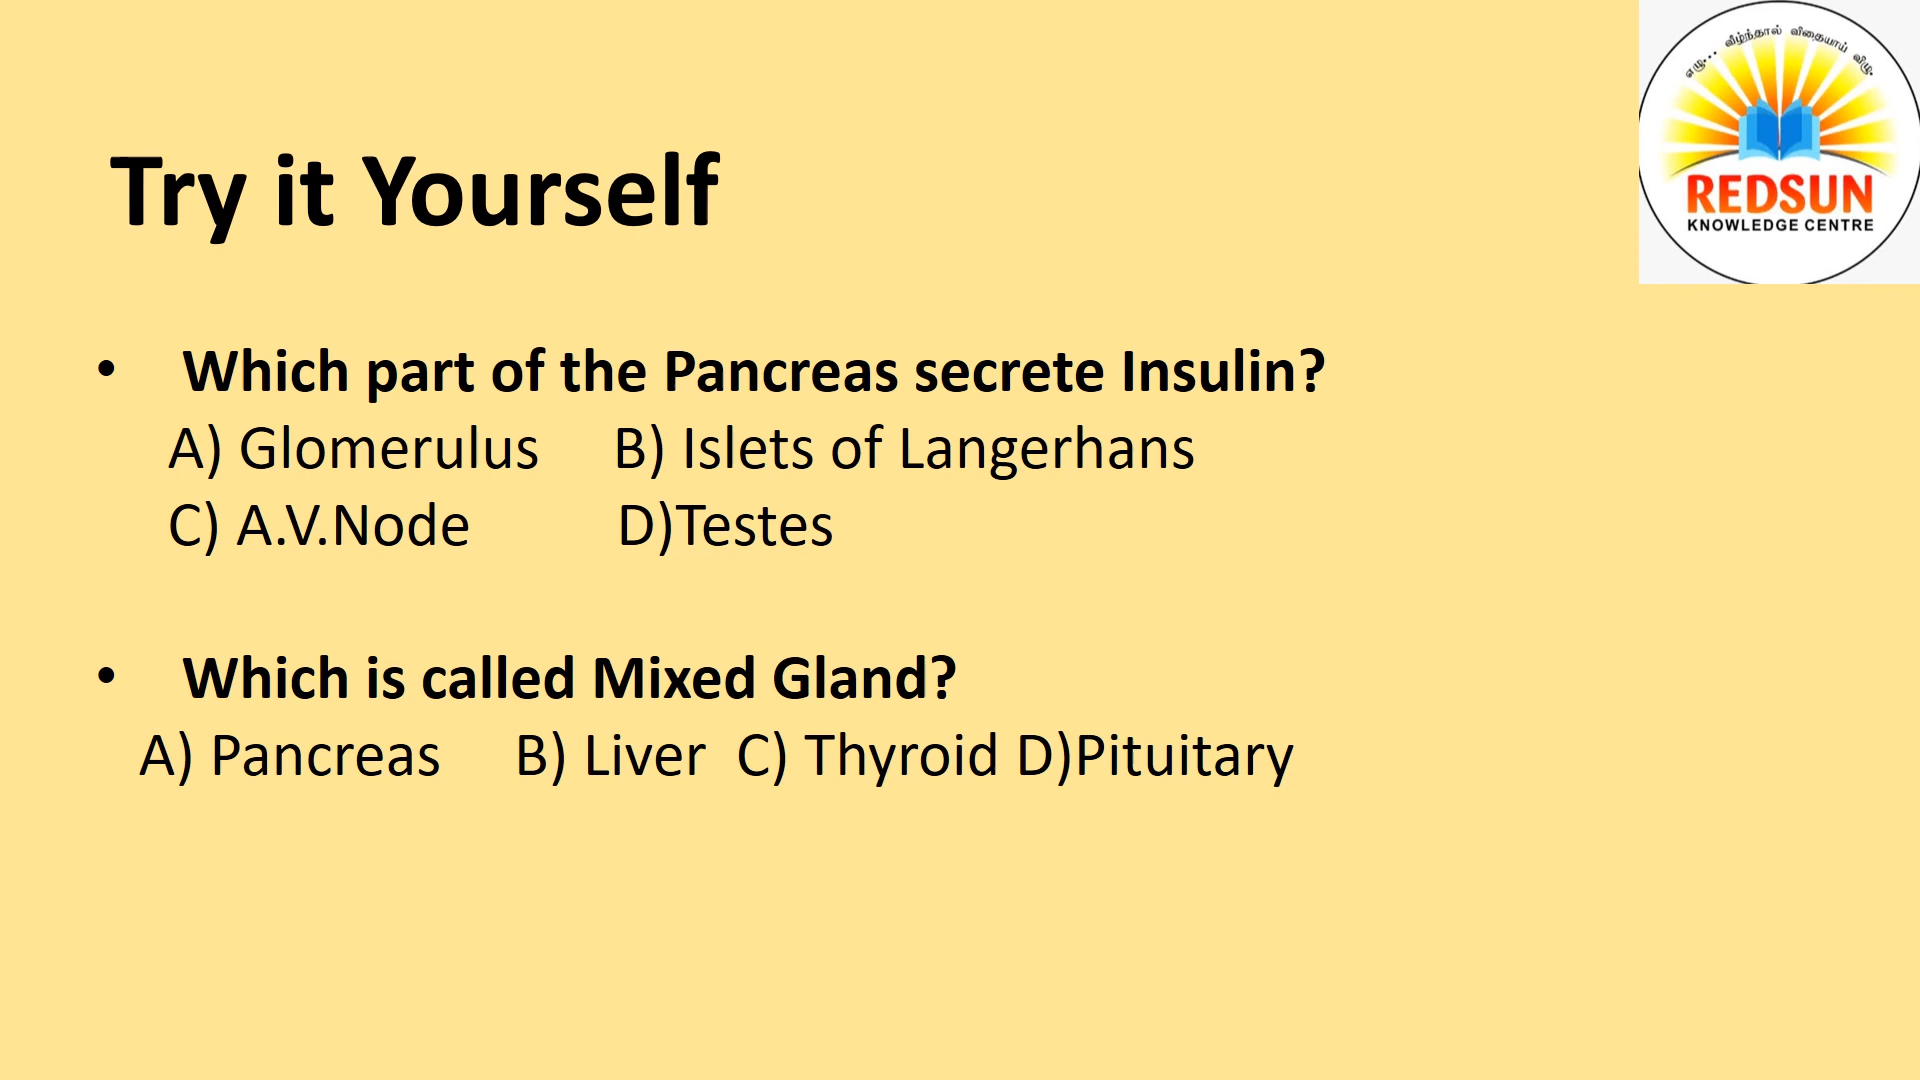 எழு... வீழ்ந்தால் விதையாய் விழு.
REDSUN
KNOWLEDGE CENTRE
Try it Yourself
• Which part of the Pancreas secrete Insulin?
A) Glomerulus B) Islets of Langerhans
C) A.V.Node D)Testes
• Which is called Mixed Gland?
A) Pancreas B) Liver C) Thyroid D)Pituitary